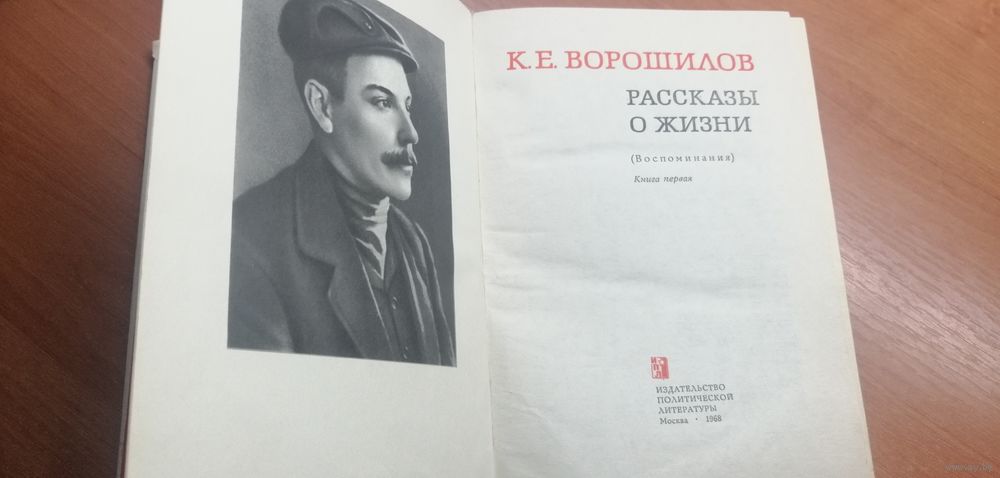 К. Е. ВОРОШИЛОВ
РАССКАЗЫ
О ЖИЗНИ
(Воспоминания)
Книга первая
ИЗДАТЕЛЬСТВО
ПОЛИТИЧЕСКОЙ
ЛИТЕРАТУРЫ
Москва · 1968